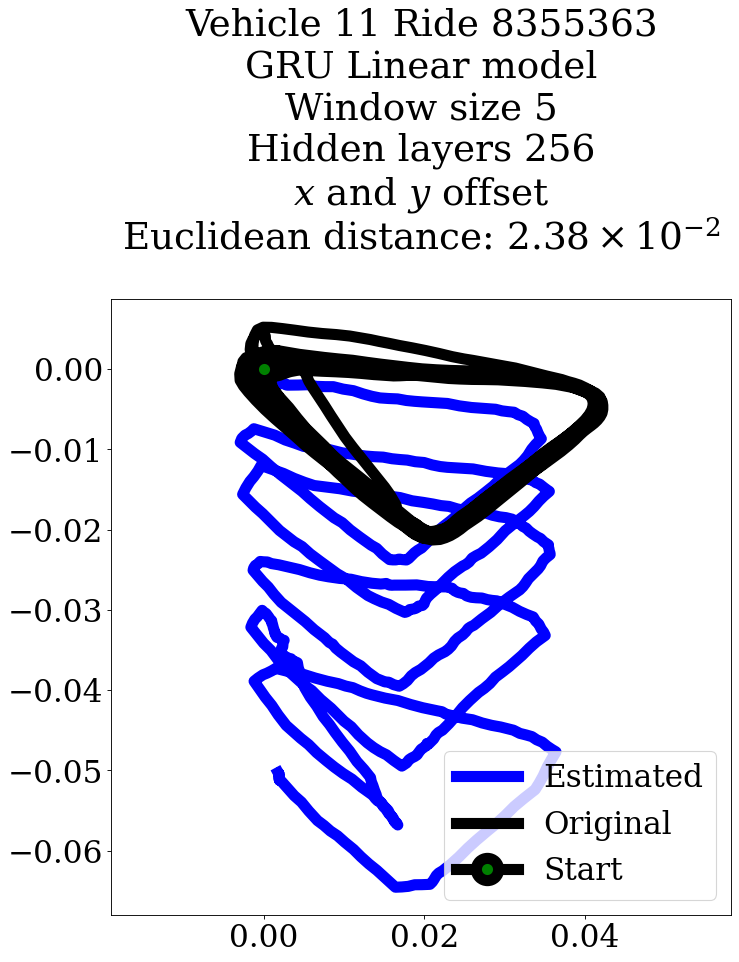 Vehicle 11 Ride 8355363
GRU Linear model
Window size 5
Hidden layers 256
x and y offset
Euclidean distance: 2.38 × 10⁻²
0.00
−0.01
−0.02
−0.03
−0.04
−0.05
−0.06
Estimated
Original
Start
0.00 0.02 0.04